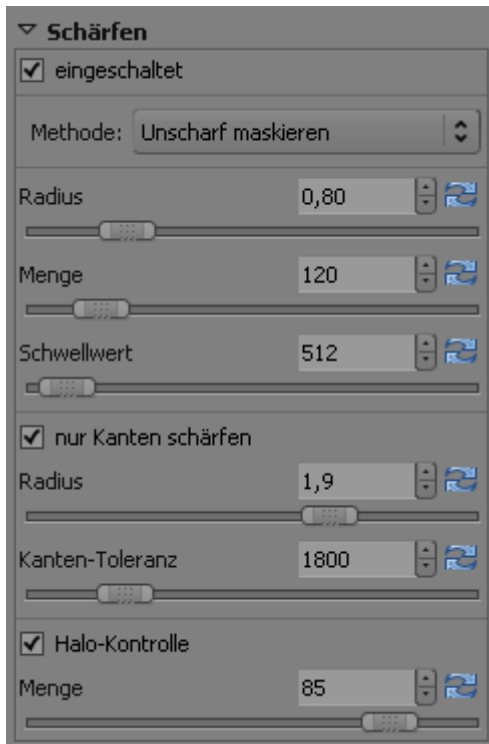 Schärfen
eingeschaltet
Methode: Unscharf maskieren
Radius 0,80
Menge 120
Schwellwert 512
nur Kanten schärfen
Radius 1,9
Kanten-Toleranz 1800
Halo-Kontrolle
Menge 85